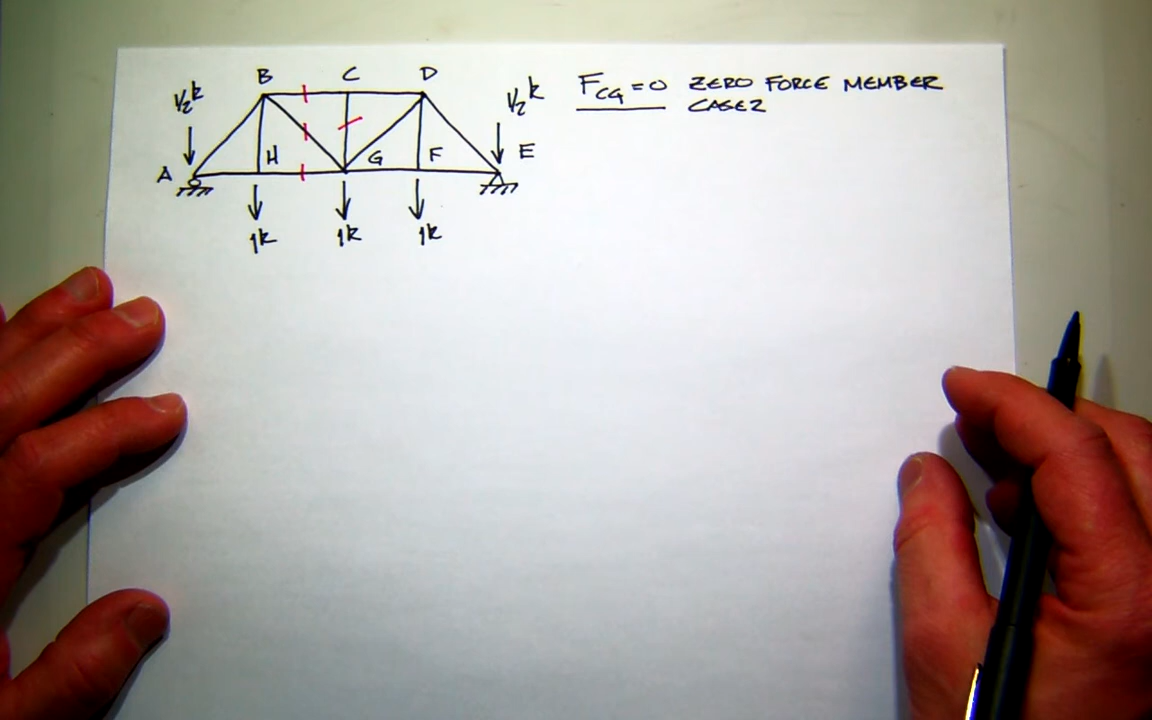 ½k B C D ½k
A H G F E
1k 1k 1k
F_CG = 0 ZERO FORCE MEMBER
CASE 2